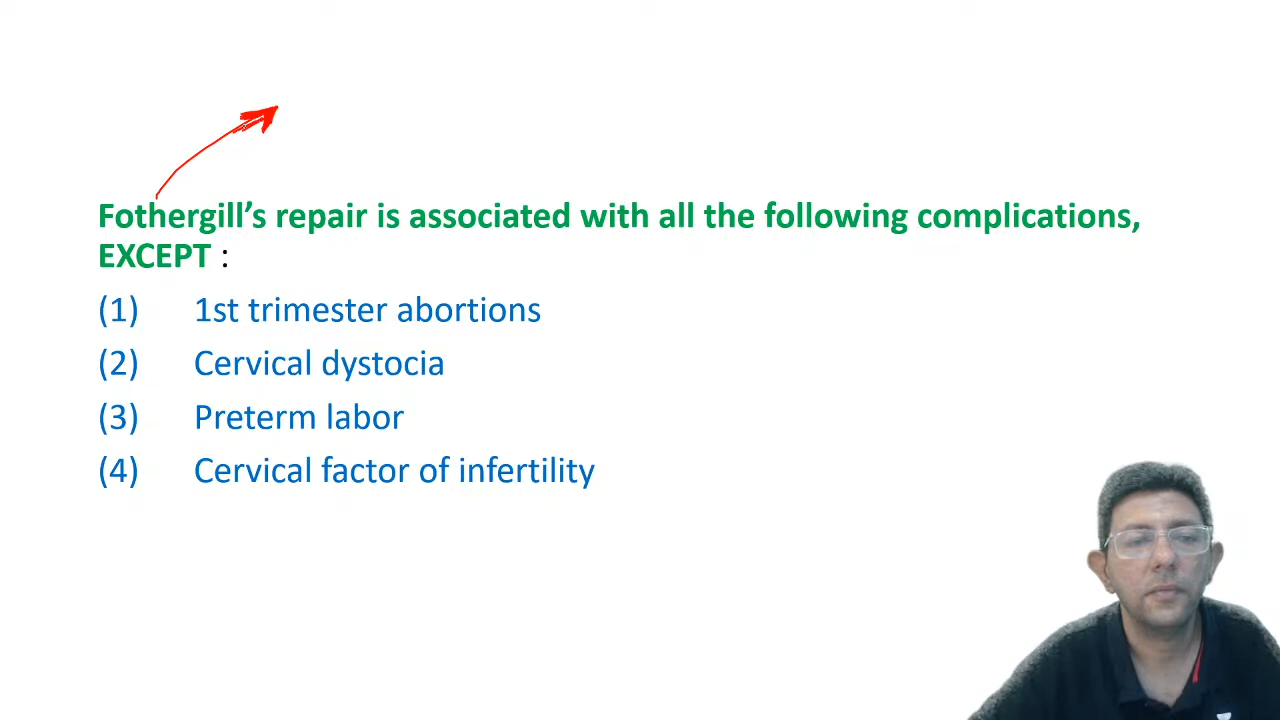 Fothergill’s repair is associated with all the following complications,
EXCEPT :
(1) 1st trimester abortions
(2) Cervical dystocia
(3) Preterm labor
(4) Cervical factor of infertility